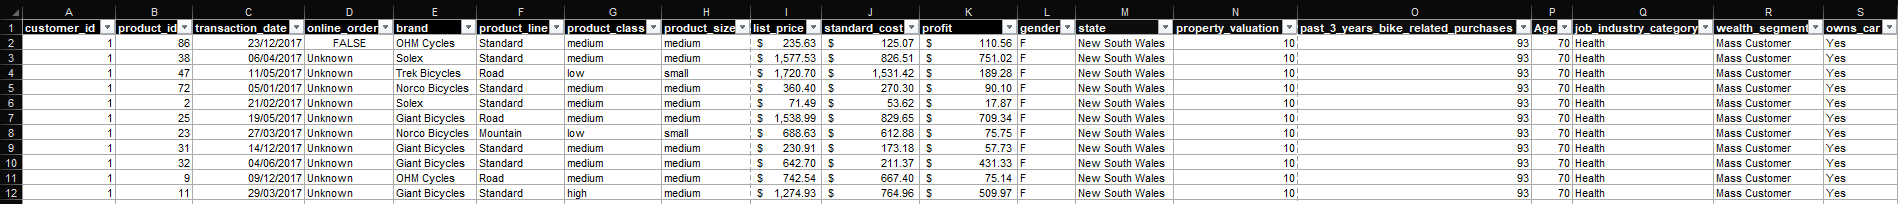 A B C D E F G H I J K L M N O P Q R S
1 customer_id product_id transaction_date online_order brand product_line product_class product_size list_price standard_cost profit gender state property_valuation past_3_years_bike_related_purchases Age job_industry_category wealth_segment owns_car
2 1 86 23/12/2017 FALSE OHM Cycles Standard medium medium $ 235.63 $ 125.07 $ 110.56 F New South Wales 10 93 70 Health Mass Customer Yes
3 1 38 06/04/2017 Unknown Solex Standard medium medium $ 1,577.53 $ 826.51 $ 751.02 F New South Wales 10 93 70 Health Mass Customer Yes
4 1 47 11/05/2017 Unknown Trek Bicycles Road low small $ 1,720.70 $ 1,531.42 $ 189.28 F New South Wales 10 93 70 Health Mass Customer Yes
5 1 72 05/01/2017 Unknown Norco Bicycles Standard medium medium $ 360.40 $ 270.30 $ 90.10 F New South Wales 10 93 70 Health Mass Customer Yes
6 1 2 21/02/2017 Unknown Solex Standard medium medium $ 71.49 $ 53.62 $ 17.87 F New South Wales 10 93 70 Health Mass Customer Yes
7 1 25 19/05/2017 Unknown Giant Bicycles Road medium medium $ 1,538.99 $ 829.65 $ 709.34 F New South Wales 10 93 70 Health Mass Customer Yes
8 1 23 27/03/2017 Unknown Norco Bicycles Mountain low small $ 688.63 $ 612.88 $ 75.75 F New South Wales 10 93 70 Health Mass Customer Yes
9 1 31 14/12/2017 Unknown Giant Bicycles Standard medium medium $ 230.91 $ 173.18 $ 57.73 F New South Wales 10 93 70 Health Mass Customer Yes
10 1 32 04/06/2017 Unknown Giant Bicycles Standard medium medium $ 642.70 $ 211.37 $ 431.33 F New South Wales 10 93 70 Health Mass Customer Yes
11 1 9 09/12/2017 Unknown OHM Cycles Road medium medium $ 742.54 $ 667.40 $ 75.14 F New South Wales 10 93 70 Health Mass Customer Yes
12 1 11 29/03/2017 Unknown Giant Bicycles Standard high medium $ 1,274.93 $ 764.96 $ 509.97 F New South Wales 10 93 70 Health Mass Customer Yes